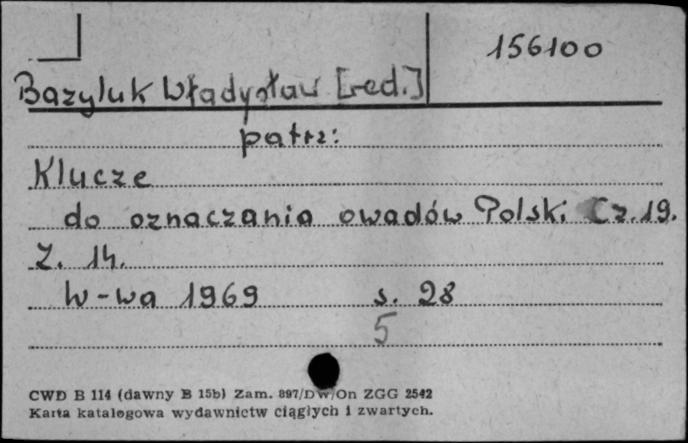 156100
Bazyluk Władysław [red.]
patrz:
Klucze
do oznaczania owadów Polski Cz. 19.
Z. 14.
W-wa 1969 s. 28
5
CWD B 114 (dawny B 15b) Zam. 897/DW/On ZGG 2542
Karta katalogowa wydawnictw ciągłych i zwartych.